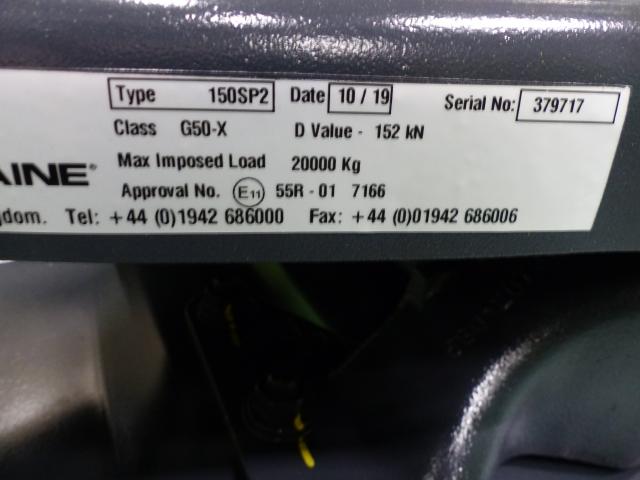 Type 150SP2 Date 10 / 19 Serial No: 379717
Class G50-X D Value - 152 kN
Max Imposed Load 20000 Kg
AINE®
Approval No. E11 55R - 01 7166
gdom. Tel: + 44 (0)1942 686000 Fax: + 44 (0)01942 686006